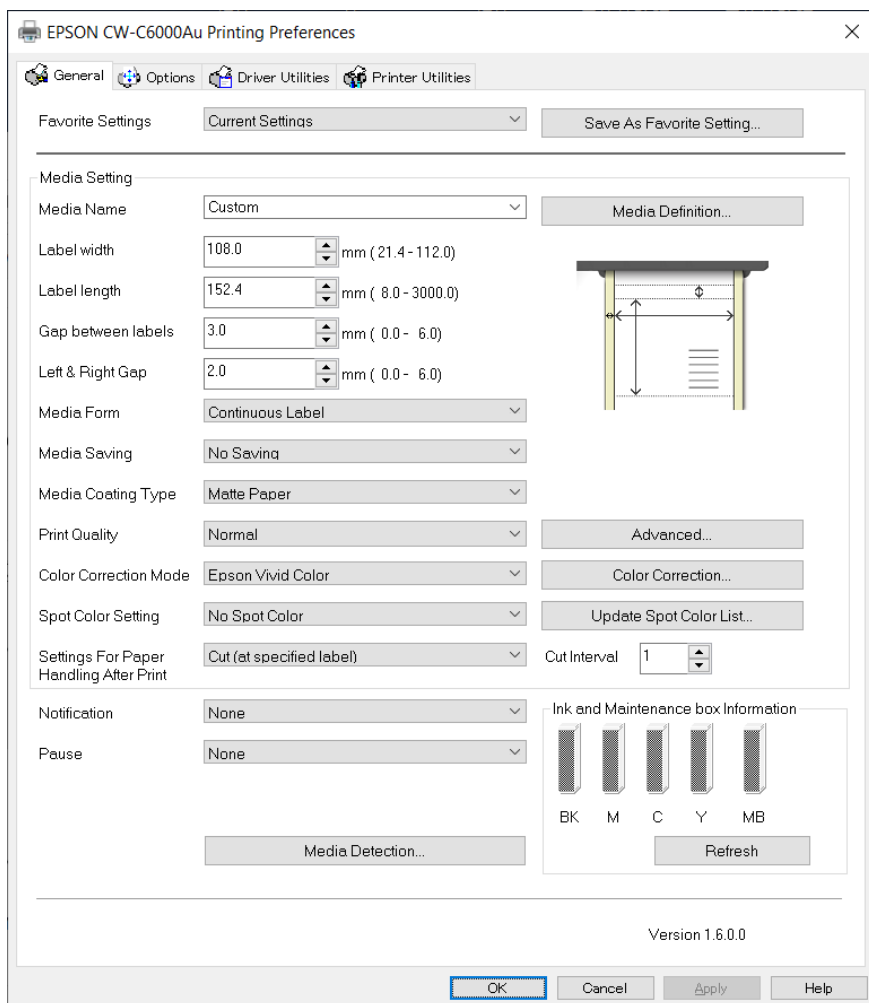 EPSON CW-C6000Au Printing Preferences
General Options Driver Utilities Printer Utilities
Favorite Settings Current Settings Save As Favorite Setting...
Media Setting
Media Name Custom Media Definition...
Label width 108.0 mm ( 21.4 - 112.0)
Label length 152.4 mm ( 8.0 - 3000.0)
Gap between labels 3.0 mm ( 0.0 - 6.0)
Left & Right Gap 2.0 mm ( 0.0 - 6.0)
Media Form Continuous Label
Media Saving No Saving
Media Coating Type Matte Paper
Print Quality Normal Advanced...
Color Correction Mode Epson Vivid Color Color Correction...
Spot Color Setting No Spot Color Update Spot Color List...
Settings For Paper Handling After Print Cut (at specified label) Cut Interval 1
Notification None Ink and Maintenance box Information
Pause None
BK M C Y MB
Media Detection... Refresh
Version 1.6.0.0
OK Cancel Apply Help